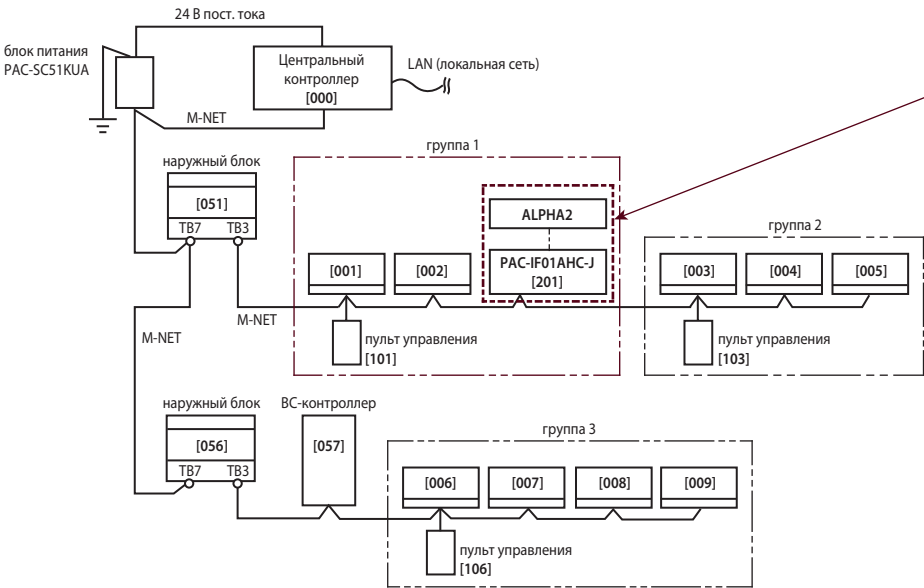 24 В пост. тока
блок питания
PAC-SC51KUA
Центральный
контроллер
[000]
LAN (локальная сеть)
M-NET
группа 1
наружный блок
[051]
TB7 TB3
ALPHA2
PAC-IF01AHC-J
[201]
группа 2
[001] [002]
[003] [004] [005]
M-NET
M-NET
пульт управления
[101]
пульт управления
[103]
наружный блок
BC-контроллер
[056]
TB7 TB3
[057]
группа 3
[006] [007] [008] [009]
пульт управления
[106]